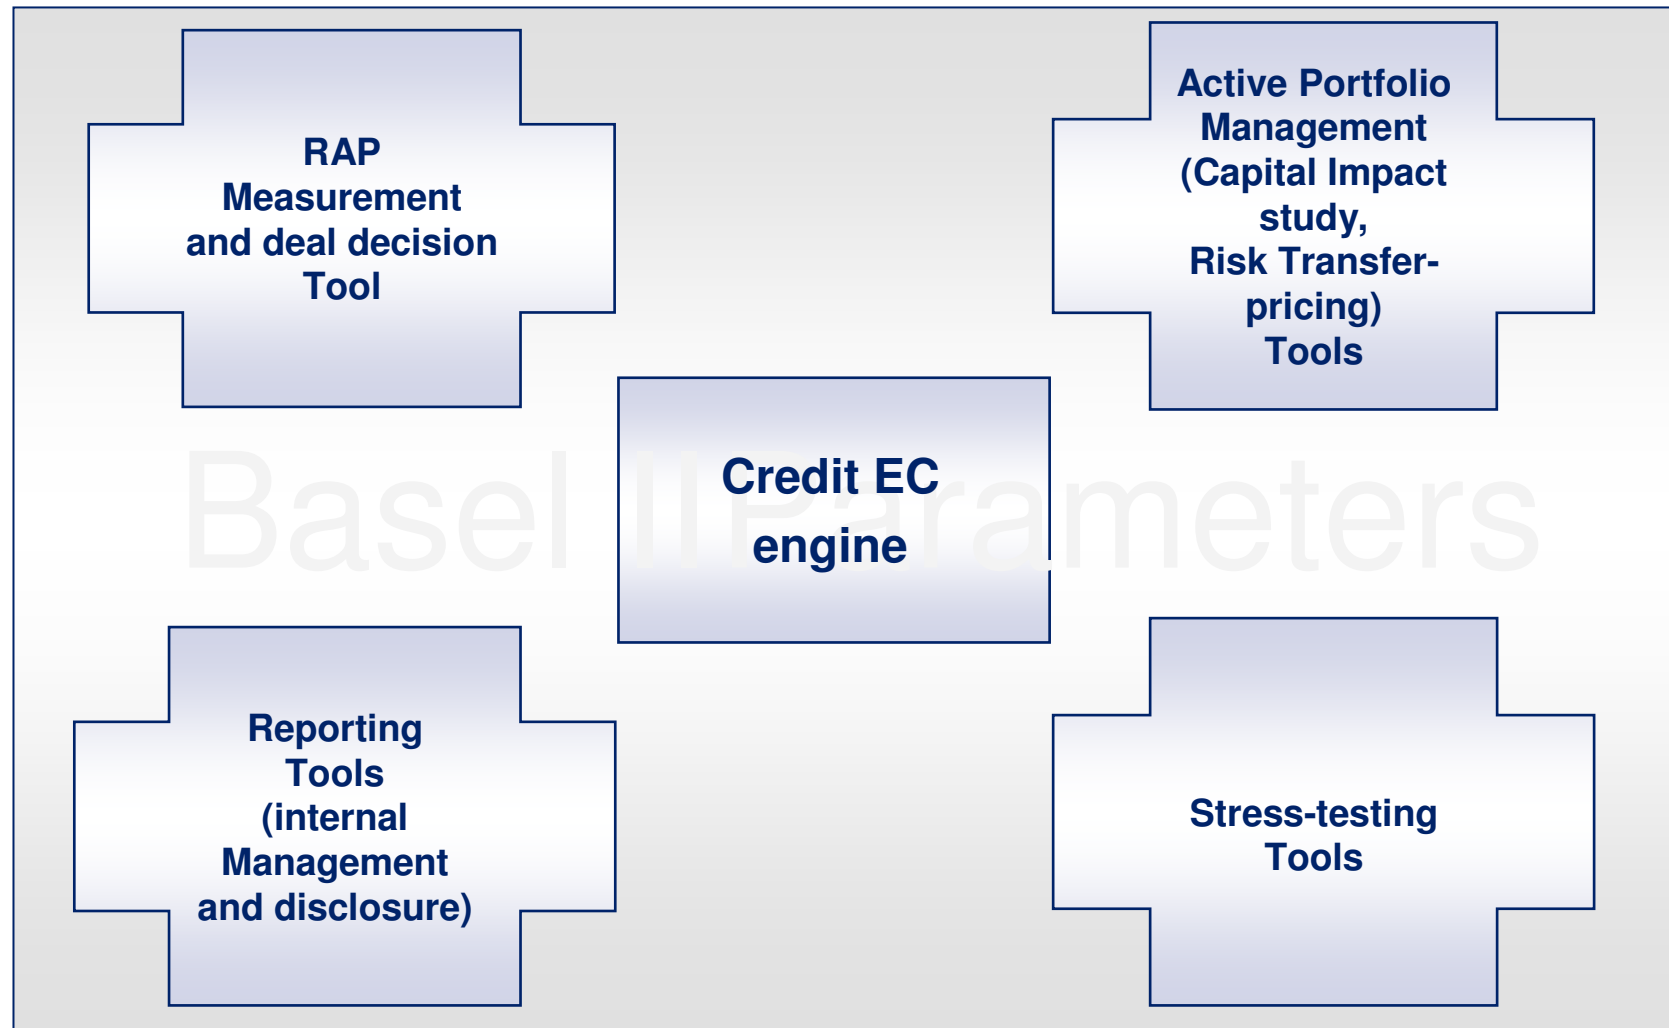 RAP
Measurement
and deal decision
Tool
Active Portfolio
Management
(Capital Impact
study,
Risk Transfer-
pricing)
Tools
Credit EC
engine
Basel II Parameters
Reporting
Tools
(internal
Management
and disclosure)
Stress-testing
Tools